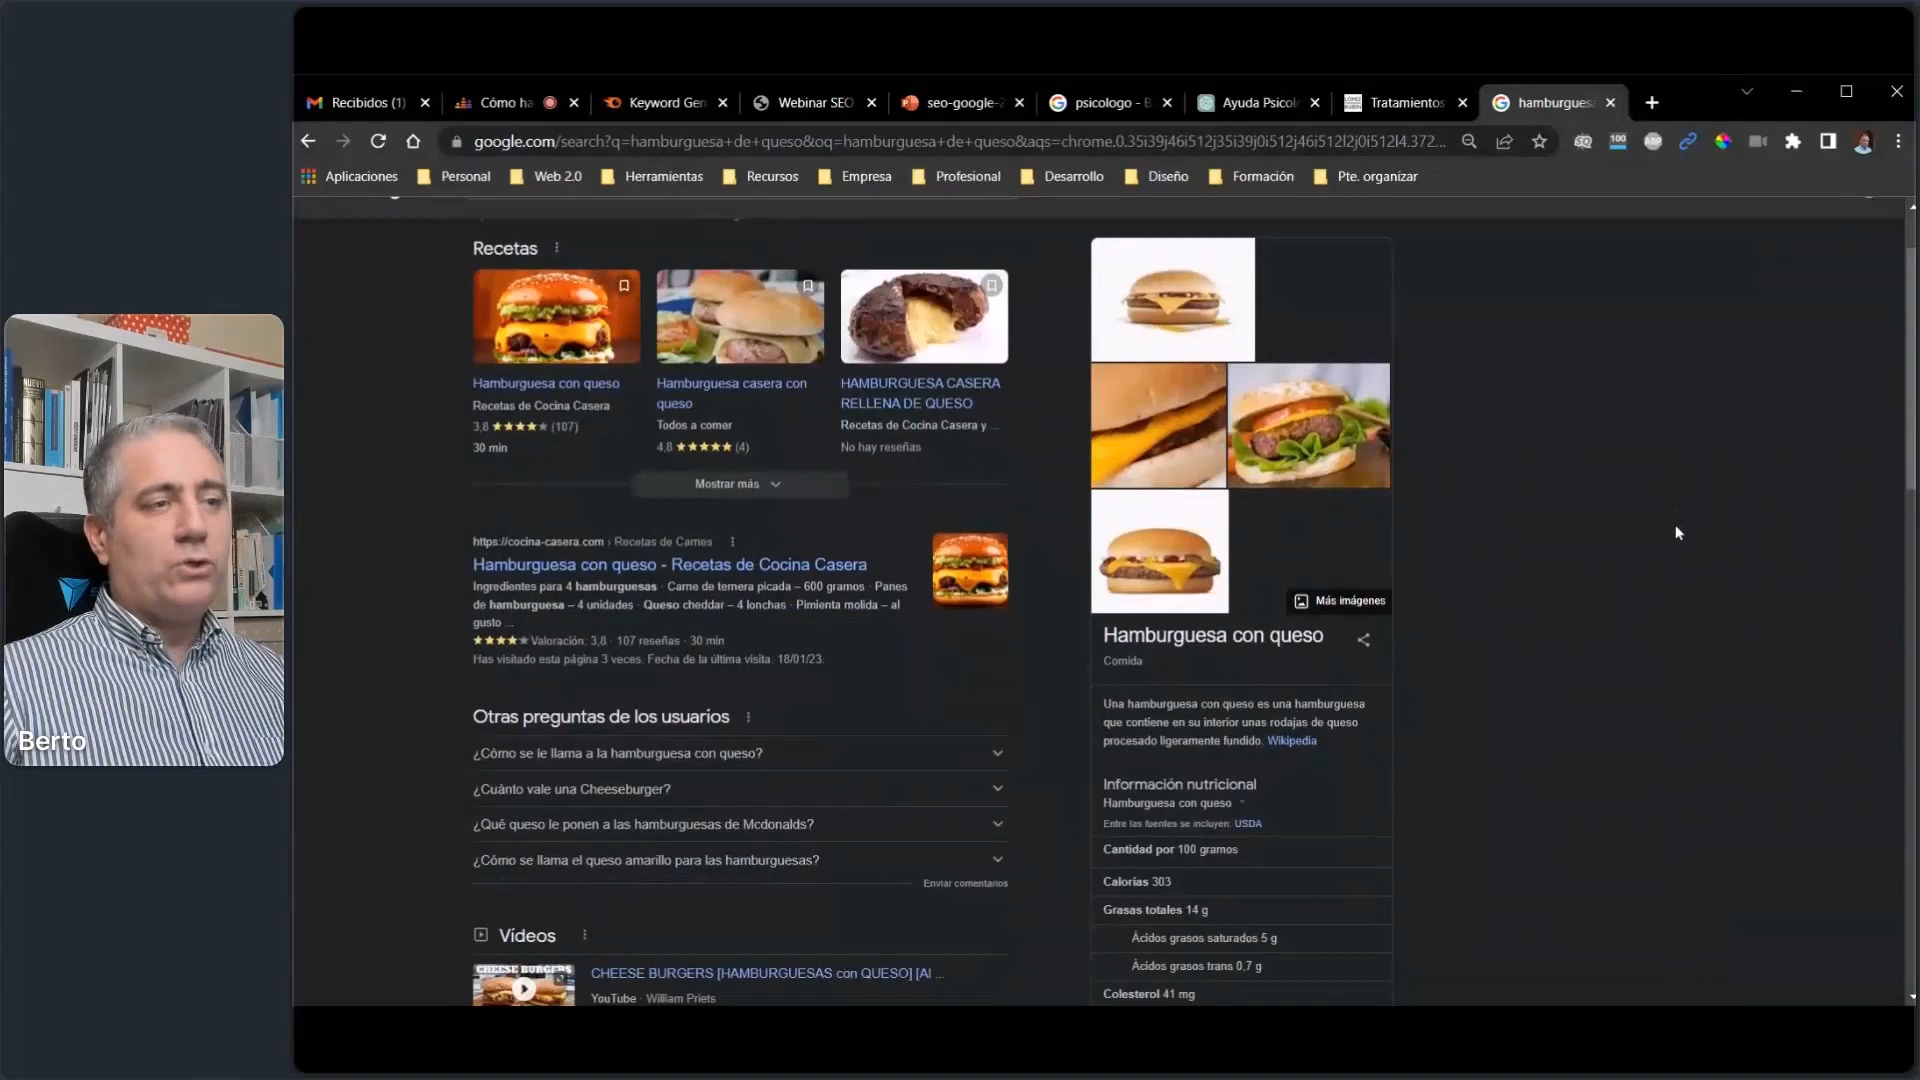 Recibidos (1)
Cómo ha
Keyword Gen
Webinar SEO
seo-google-
psicologo - B
Ayuda Psicol
Tratamientos
hamburgues
google.com/search?q=hamburguesa+de+queso&oq=hamburguesa+de+queso&aqs=chrome.0.35i39j46i512j35i39j0i512j46i512l2j0i512l4.372...
100
ABP
Aplicaciones
Personal
Web 2.0
Herramientas
Recursos
Empresa
Profesional
Desarrollo
Diseño
Formación
Pte. organizar
Recetas
Hamburguesa con queso
Recetas de Cocina Casera
3,8 ★★★★★ (107)
30 min
Hamburguesa casera con
queso
Todos a comer
4,8 ★★★★★ (4)
HAMBURGUESA CASERA
RELLENA DE QUESO
Recetas de Cocina Casera y ...
No hay reseñas
Mostrar más
https://cocina-casera.com › Recetas de Carnes
Hamburguesa con queso - Recetas de Cocina Casera
Ingredientes para 4 hamburguesas · Carne de ternera picada – 600 gramos · Panes
de hamburguesa – 4 unidades · Queso cheddar – 4 lonchas · Pimienta molida – al
gusto ...
★★★★★ Valoración: 3,8 · 107 reseñas · 30 min
Has visitado esta página 3 veces. Fecha de la última visita: 18/01/23.
Otras preguntas de los usuarios
¿Cómo se le llama a la hamburguesa con queso?
¿Cuánto vale una Cheeseburger?
¿Qué queso le ponen a las hamburguesas de Mcdonalds?
¿Cómo se llama el queso amarillo para las hamburguesas?
Enviar comentarios
Vídeos
CHEESE BURGERS
CHEESE BURGERS [HAMBURGUESAS con QUESO] [Al ...
YouTube · William Priets
Más imágenes
Hamburguesa con queso
Comida
Una hamburguesa con queso es una hamburguesa
que contiene en su interior unas rodajas de queso
procesado ligeramente fundido. Wikipedia
Información nutricional
Hamburguesa con queso
Entre las fuentes se incluyen: USDA
Cantidad por 100 gramos
Calorías 303
Grasas totales 14 g
Ácidos grasos saturados 5 g
Ácidos grasos trans 0,7 g
Colesterol 41 mg
NUEVO
Berto